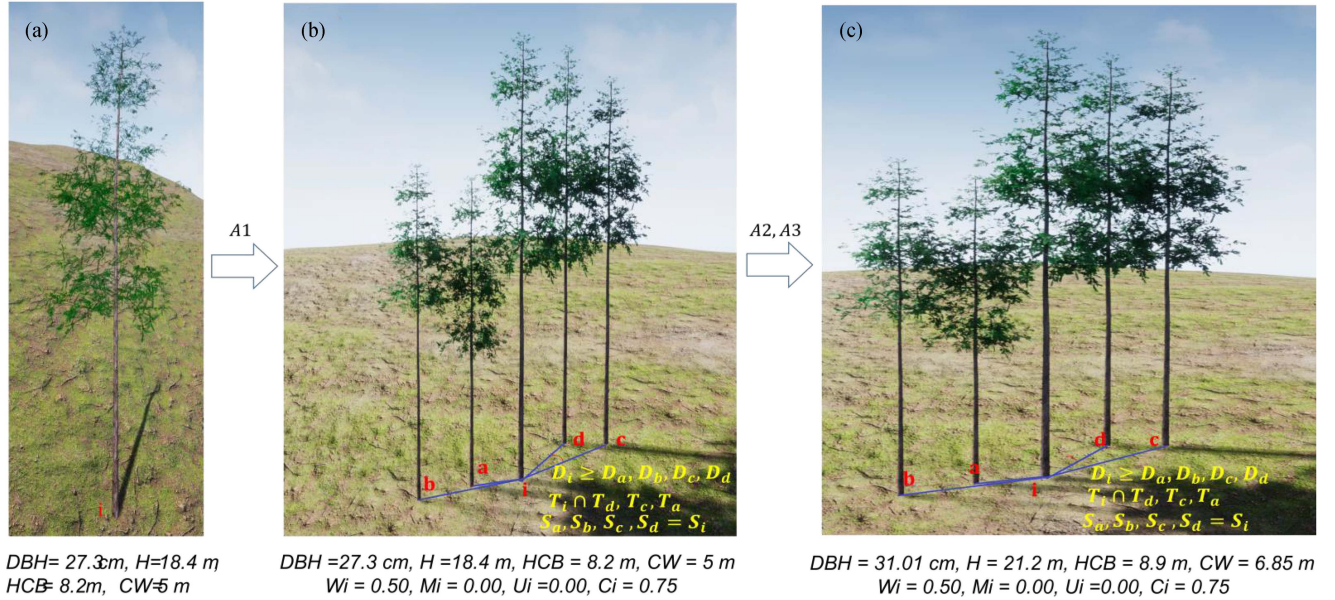 (a)
i
DBH= 27.3 cm, H=18.4 m,
HCB= 8.2m, CW=5 m
A1
(b)
b
a
i
d
c
D_i ≥ D_a, D_b, D_c, D_d
T_i ∩ T_d, T_c, T_a
S_a, S_b, S_c, S_d = S_i
DBH =27.3 cm, H =18.4 m, HCB = 8.2 m, CW = 5 m
Wi = 0.50, Mi = 0.00, Ui =0.00, Ci = 0.75
A2, A3
(c)
b
a
i
d
c
D_i ≥ D_a, D_b, D_c, D_d
T_i ∩ T_d, T_c, T_a
S_a, S_b, S_c, S_d = S_i
DBH = 31.01 cm, H = 21.2 m, HCB = 8.9 m, CW = 6.85 m
Wi = 0.50, Mi = 0.00, Ui =0.00, Ci = 0.75